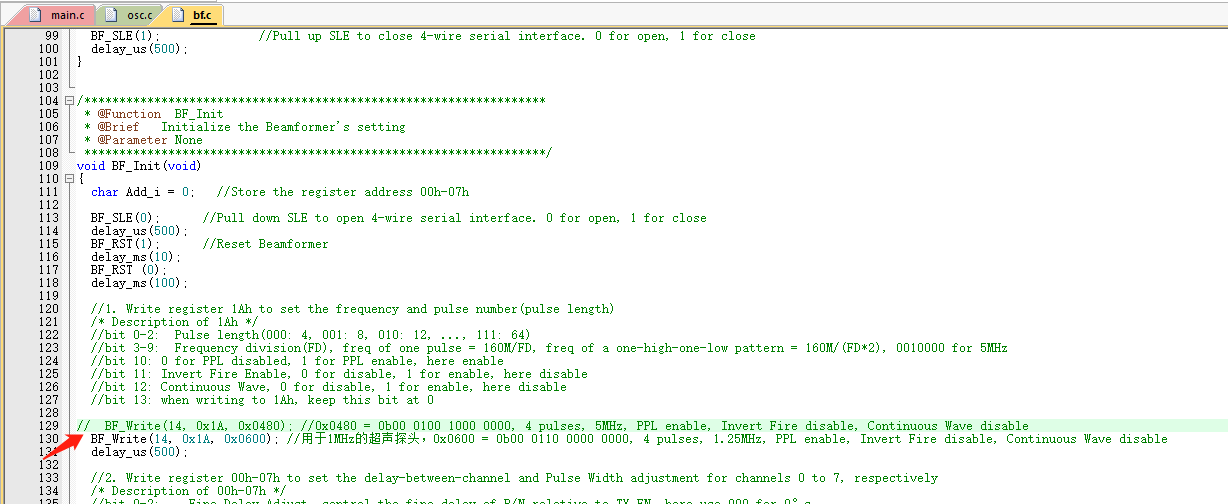 main.c osc.c bf.c
99 BF_SLE(1); //Pull up SLE to close 4-wire serial interface. 0 for open, 1 for close
100 delay_us(500);
101 }
102
103
104 /******************************************************************
105 * @Function BF_Init
106 * @Brief Initialize the Beamformer's setting
107 * @Parameter None
108 ******************************************************************/
109 void BF_Init(void)
110 {
111 char Add_i = 0; //Store the register address 00h-07h
112
113 BF_SLE(0); //Pull down SLE to open 4-wire serial interface. 0 for open, 1 for close
114 delay_us(500);
115 BF_RST(1); //Reset Beamformer
116 delay_ms(10);
117 BF_RST (0);
118 delay_ms(100);
119
120 //1. Write register 1Ah to set the frequency and pulse number(pulse length)
121 /* Description of 1Ah */
122 //bit 0-2: Pulse length(000: 4, 001: 8, 010: 12, ..., 111: 64)
123 //bit 3-9: Frequency division(FD), freq of one pulse = 160M/FD, freq of a one-high-one-low pattern = 160M/(FD*2), 0010000 for 5MHz
124 //bit 10: 0 for PPL disabled, 1 for PPL enable, here enable
125 //bit 11: Invert Fire Enable, 0 for disable, 1 for enable, here disable
126 //bit 12: Continuous Wave, 0 for disable, 1 for enable, here disable
127 //bit 13: when writing to 1Ah, keep this bit at 0
128
129 // BF_Write(14, 0x1A, 0x0480); //0x0480 = 0b00 0100 1000 0000, 4 pulses, 5MHz, PPL enable, Invert Fire disable, Continuous Wave disable
130 BF_Write(14, 0x1A, 0x0600); //用于1MHz的超声探头，0x0600 = 0b00 0110 0000 0000, 4 pulses, 1.25MHz, PPL enable, Invert Fire disable, Continuous Wave disable
131 delay_us(500);
132
133 //2. Write register 00h-07h to set the delay-between-channel and Pulse Width adjustment for channels 0 to 7, respectively
134 /* Description of 00h-07h */